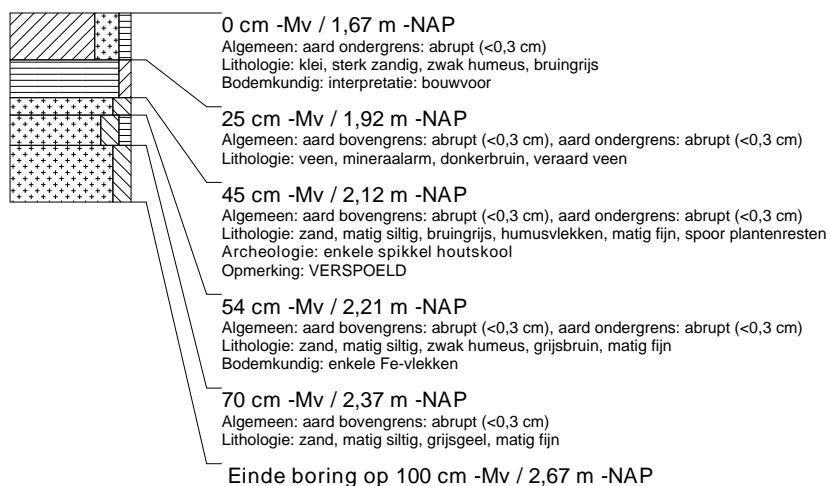 0 cm -Mv / 1,67 m -NAP
Algemeen: aard ondergrens: abrupt (<0,3 cm)
Lithologie: klei, sterk zandig, zwak humeus, bruingrijs
Bodemkundig: interpretatie: bouwvoor
25 cm -Mv / 1,92 m -NAP
Algemeen: aard bovengrens: abrupt (<0,3 cm), aard ondergrens: abrupt (<0,3 cm)
Lithologie: veen, mineraalarm, donkerbruin, veraard veen
45 cm -Mv / 2,12 m -NAP
Algemeen: aard bovengrens: abrupt (<0,3 cm), aard ondergrens: abrupt (<0,3 cm)
Lithologie: zand, matig siltig, bruingrijs, humusvlekken, matig fijn, spoor plantenresten
Archeologie: enkele spikkel houtskool
Opmerking: VERSPOELD
54 cm -Mv / 2,21 m -NAP
Algemeen: aard bovengrens: abrupt (<0,3 cm), aard ondergrens: abrupt (<0,3 cm)
Lithologie: zand, matig siltig, zwak humeus, grijsbruin, matig fijn
Bodemkundig: enkele Fe-vlekken
70 cm -Mv / 2,37 m -NAP
Algemeen: aard bovengrens: abrupt (<0,3 cm)
Lithologie: zand, matig siltig, grijsgeel, matig fijn
Einde boring op 100 cm -Mv / 2,67 m -NAP